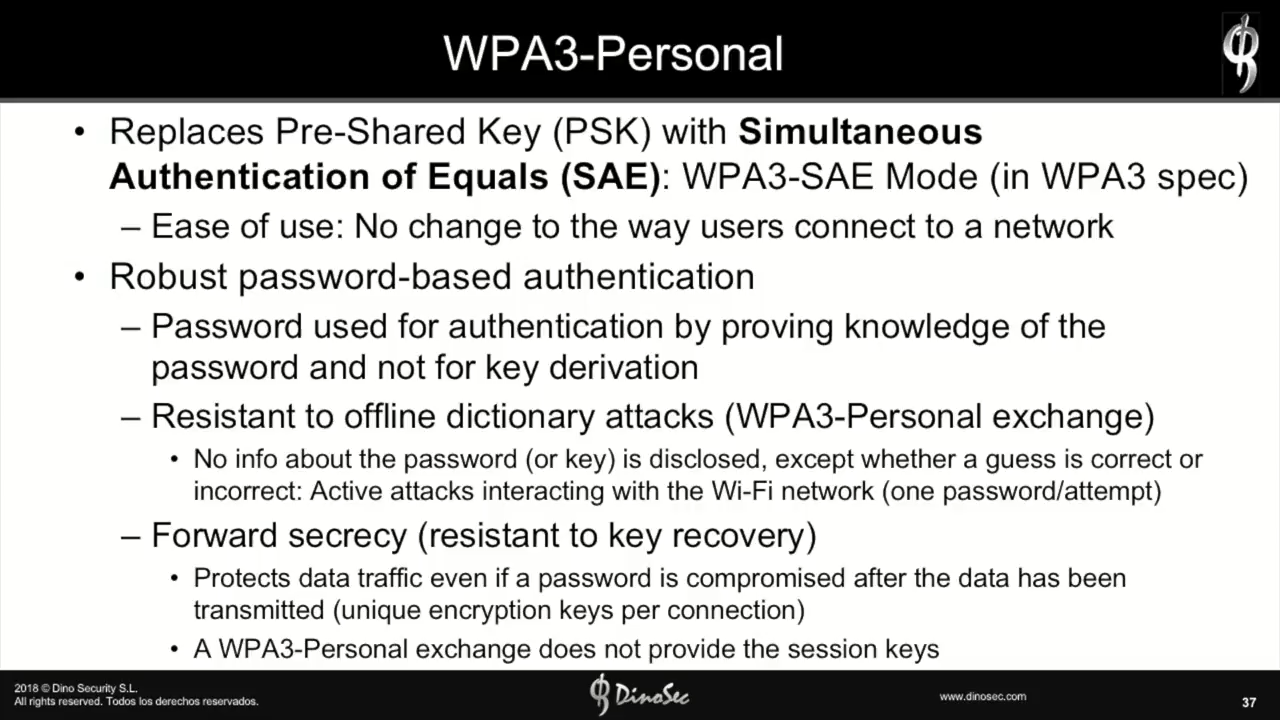 WPA3-Personal
• Replaces Pre-Shared Key (PSK) with Simultaneous
Authentication of Equals (SAE): WPA3-SAE Mode (in WPA3 spec)
– Ease of use: No change to the way users connect to a network
• Robust password-based authentication
– Password used for authentication by proving knowledge of the
password and not for key derivation
– Resistant to offline dictionary attacks (WPA3-Personal exchange)
• No info about the password (or key) is disclosed, except whether a guess is correct or
incorrect: Active attacks interacting with the Wi-Fi network (one password/attempt)
– Forward secrecy (resistant to key recovery)
• Protects data traffic even if a password is compromised after the data has been
transmitted (unique encryption keys per connection)
• A WPA3-Personal exchange does not provide the session keys
2018 © Dino Security S.L.
All rights reserved. Todos los derechos reservados.
DinoSec
www.dinosec.com
37